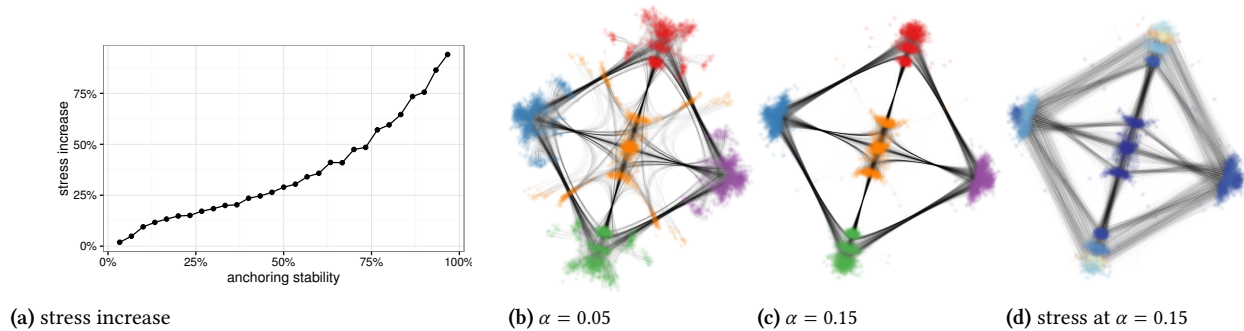 75%
50%
25%
0%
stress increase
0%
25%
50%
75%
100%
anchoring stability
(a) stress increase
(b) α = 0.05
(c) α = 0.15
(d) stress at α = 0.15